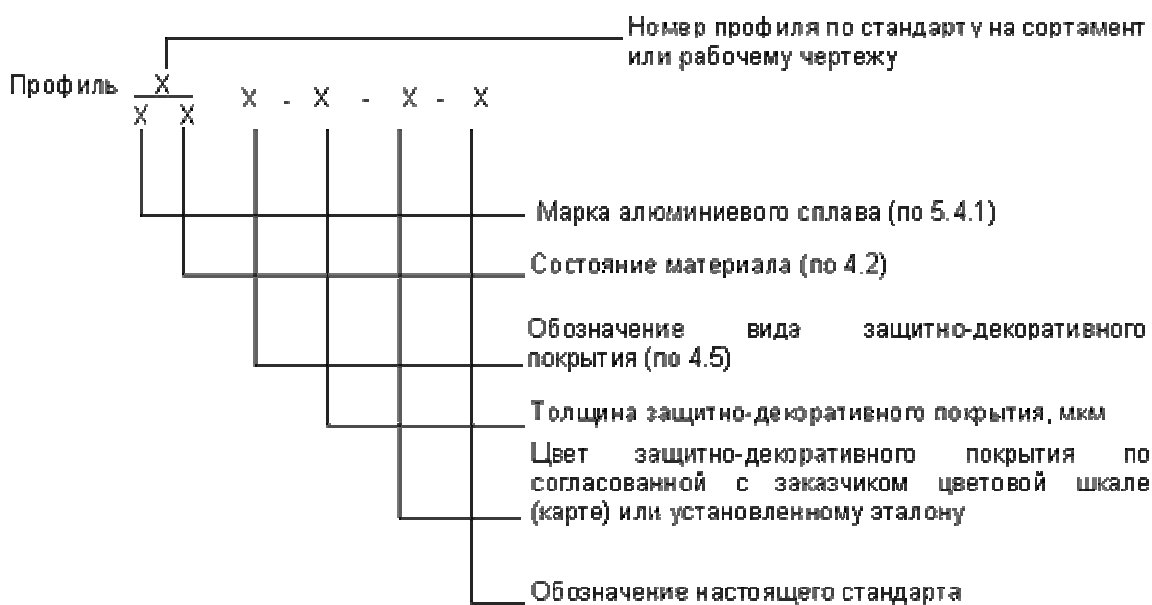 Номер профиля по стандарту на сортамент
или рабочему чертежу
Профиль X
X X X - X - X - X
Марка алюминиевого сплава (по 5.4.1)
Состояние материала (по 4.2)
Обозначение вида защитно-декоративного
покрытия (по 4.5)
Толщина защитно-декоративного покрытия, мкм
Цвет защитно-декоративного покрытия по
согласованной с заказчиком цветовой шкале
(карте) или установленному эталону
Обозначение настоящего стандарта